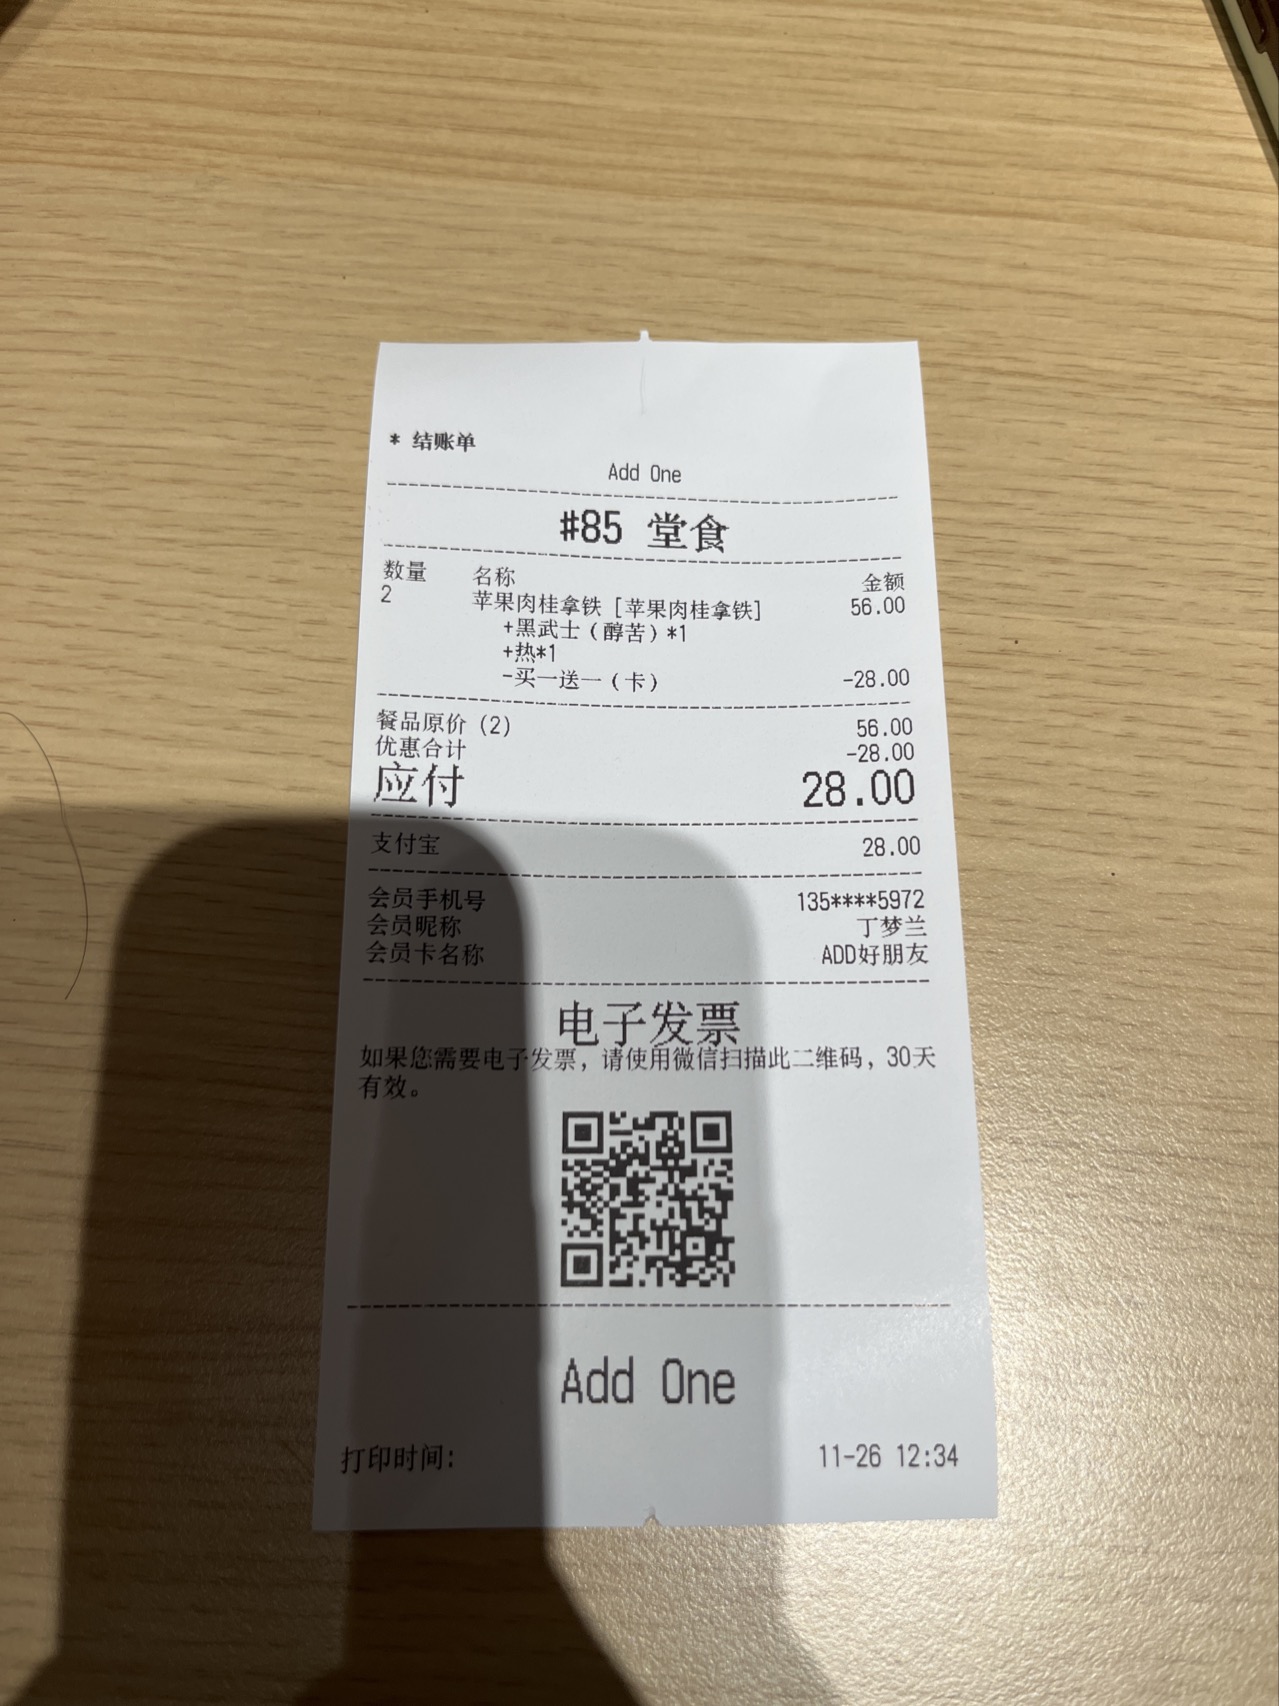 * 结账单
Add One
#85 堂食
数量 名称 金额
2 苹果肉桂拿铁 [苹果肉桂拿铁] 56.00
+黑武士（醇苦）*1
+热*1
-买一送一（卡） -28.00
餐品原价 (2) 56.00
优惠合计 -28.00
应付 28.00
支付宝 28.00
会员手机号 135****5972
会员昵称 丁梦兰
会员卡名称 ADD好朋友
电子发票
如果您需要电子发票，请使用微信扫描此二维码，30天
有效。
Add One
打印时间: 11-26 12:34